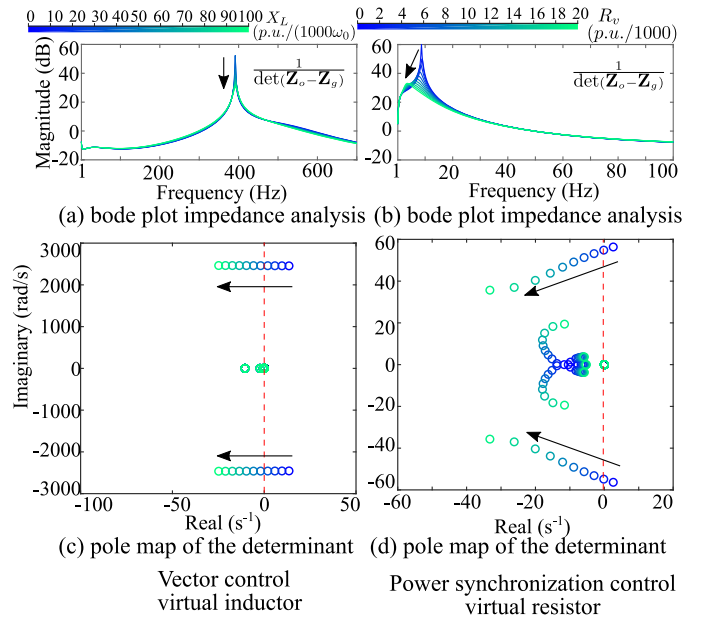 X_L
(p.u./(1000ω₀)
0 10 20 30 40 50 60 70 80 90 100
R_v
(p.u./1000)
0 2 4 6 8 10 12 14 16 18 20
Magnitude (dB)
60
40
20
0
-20
1 200 400 600
Frequency (Hz)
1/det(Z_o−Z_g)
60
40
20
0
-20
1 20 40 60 80 100
Frequency (Hz)
1/det(Z_o−Z_g)
(a) bode plot impedance analysis
(b) bode plot impedance analysis
Imaginary (rad/s)
3000
2000
1000
0
-1000
-2000
-3000
-100 -50 0 50
Real (s⁻¹)
60
40
20
0
-20
-40
-60
-60 -40 -20 0 20
Real (s⁻¹)
(c) pole map of the determinant
(d) pole map of the determinant
Vector control
virtual inductor
Power synchronization control
virtual resistor